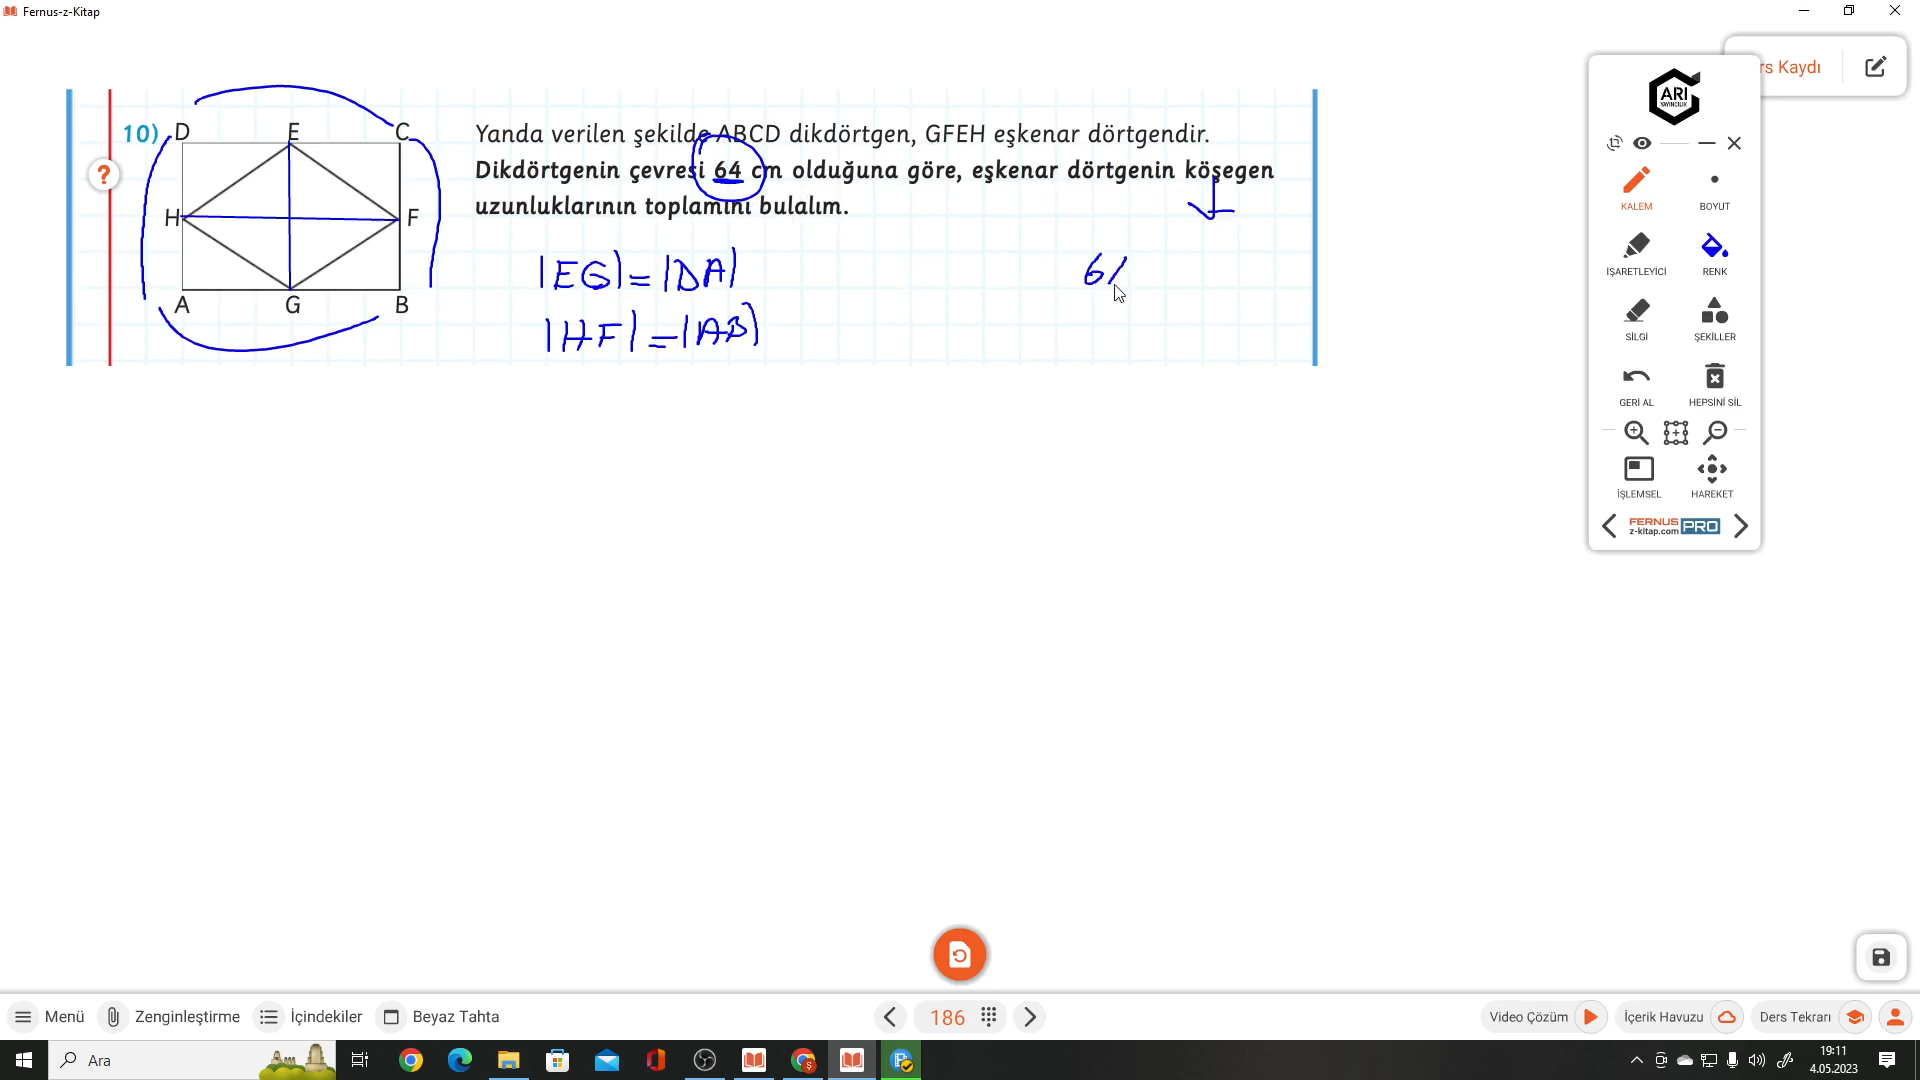 Fernus-z-Kitap
rs Kaydı
ARI
YAYINCILIK
10) D E C
H F
A G B
?
Yanda verilen şekilde ABCD dikdörtgen, GFEH eşkenar dörtgendir.
Dikdörtgenin çevresi 64 cm olduğuna göre, eşkenar dörtgenin köşegen
uzunluklarının toplamını bulalım.
|EG|=|DA|
|HF|=|AB|
KALEM BOYUT
İŞARETLEYİCİ RENK
SİLGİ ŞEKİLLER
GERİ AL HEPSİNİ SİL
İŞLEMSEL HAREKET
FERNUS PRO
z-kitap.com
Menü Zenginleştirme İçindekiler Beyaz Tahta 186 Video Çözüm İçerik Havuzu Ders Tekrarı
Ara
19:11
4.05.2023